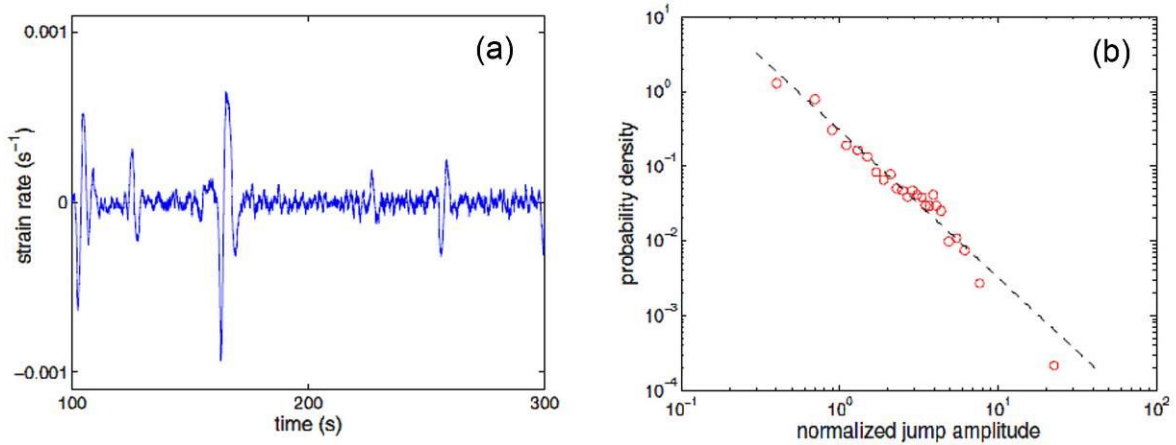 (a)
strain rate (s⁻¹)
0.001
0
−0.001
100
200
300
time (s)
(b)
probability density
10¹
10⁰
10⁻¹
10⁻²
10⁻³
10⁻⁴
10⁻¹
10⁰
10¹
10²
normalized jump amplitude